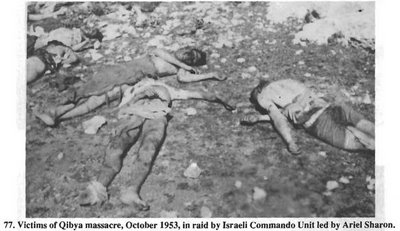 77. Victims of Qibya massacre, October 1953, in raid by Israeli Commando Unit led by Ariel Sharon.